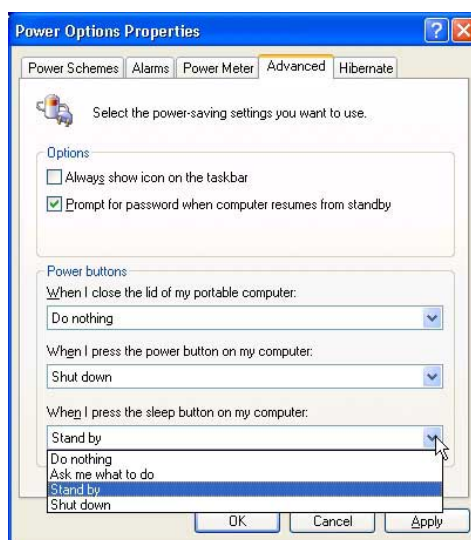 Power Options Properties
Power Schemes Alarms Power Meter Advanced Hibernate
Select the power-saving settings you want to use.
Options
Always show icon on the taskbar
Prompt for password when computer resumes from standby
Power buttons
When I close the lid of my portable computer:
Do nothing
When I press the power button on my computer:
Shut down
When I press the sleep button on my computer:
Stand by
Do nothing
Ask me what to do
Stand by
Shut down
OK Cancel Apply